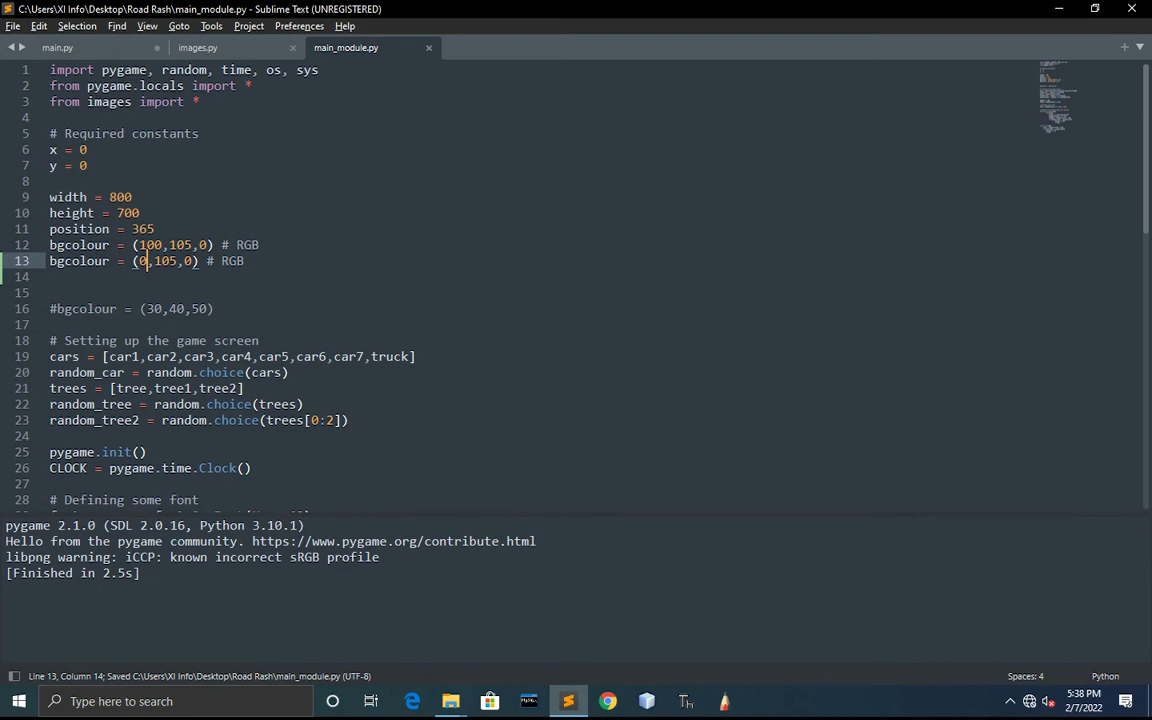 C:\Users\XI Info\Desktop\Road Rash\main_module.py - Sublime Text (UNREGISTERED)
File Edit Selection Find View Goto Tools Project Preferences Help
main.py images.py main_module.py
1 import pygame, random, time, os, sys
2 from pygame.locals import *
3 from images import *
4
5 # Required constants
6 x = 0
7 y = 0
8
9 width = 800
10 height = 700
11 position = 365
12 bgcolour = (100,105,0) # RGB
13 bgcolour = (0,105,0) # RGB
14
15
16 #bgcolour = (30,40,50)
17
18 # Setting up the game screen
19 cars = [car1,car2,car3,car4,car5,car6,car7,truck]
20 random_car = random.choice(cars)
21 trees = [tree,tree1,tree2]
22 random_tree = random.choice(trees)
23 random_tree2 = random.choice(trees[0:2])
24
25 pygame.init()
26 CLOCK = pygame.time.Clock()
27
28 # Defining some font
pygame 2.1.0 (SDL 2.0.16, Python 3.10.1)
Hello from the pygame community. https://www.pygame.org/contribute.html
libpng warning: iCCP: known incorrect sRGB profile
[Finished in 2.5s]
Line 13, Column 14; Saved C:\Users\XI Info\Desktop\Road Rash\main_module.py (UTF-8) Spaces: 4 Python
Type here to search
5:38 PM
2/7/2022